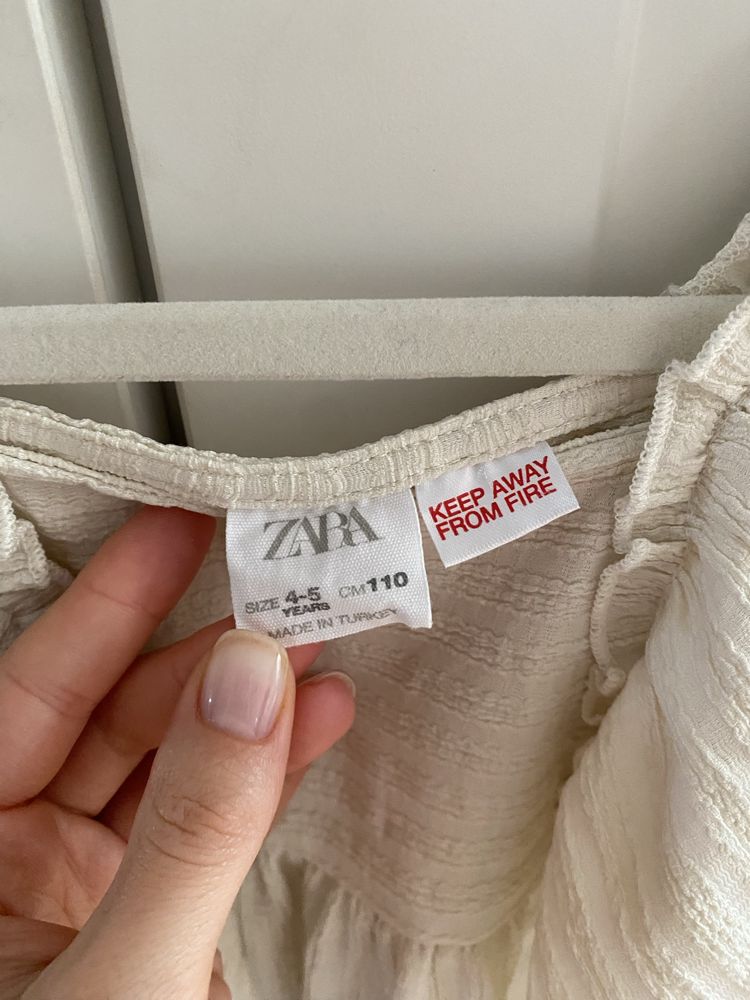 ZARA
SIZE 4-5 YEARS CM 110
MADE IN TURKEY
KEEP AWAY
FROM FIRE